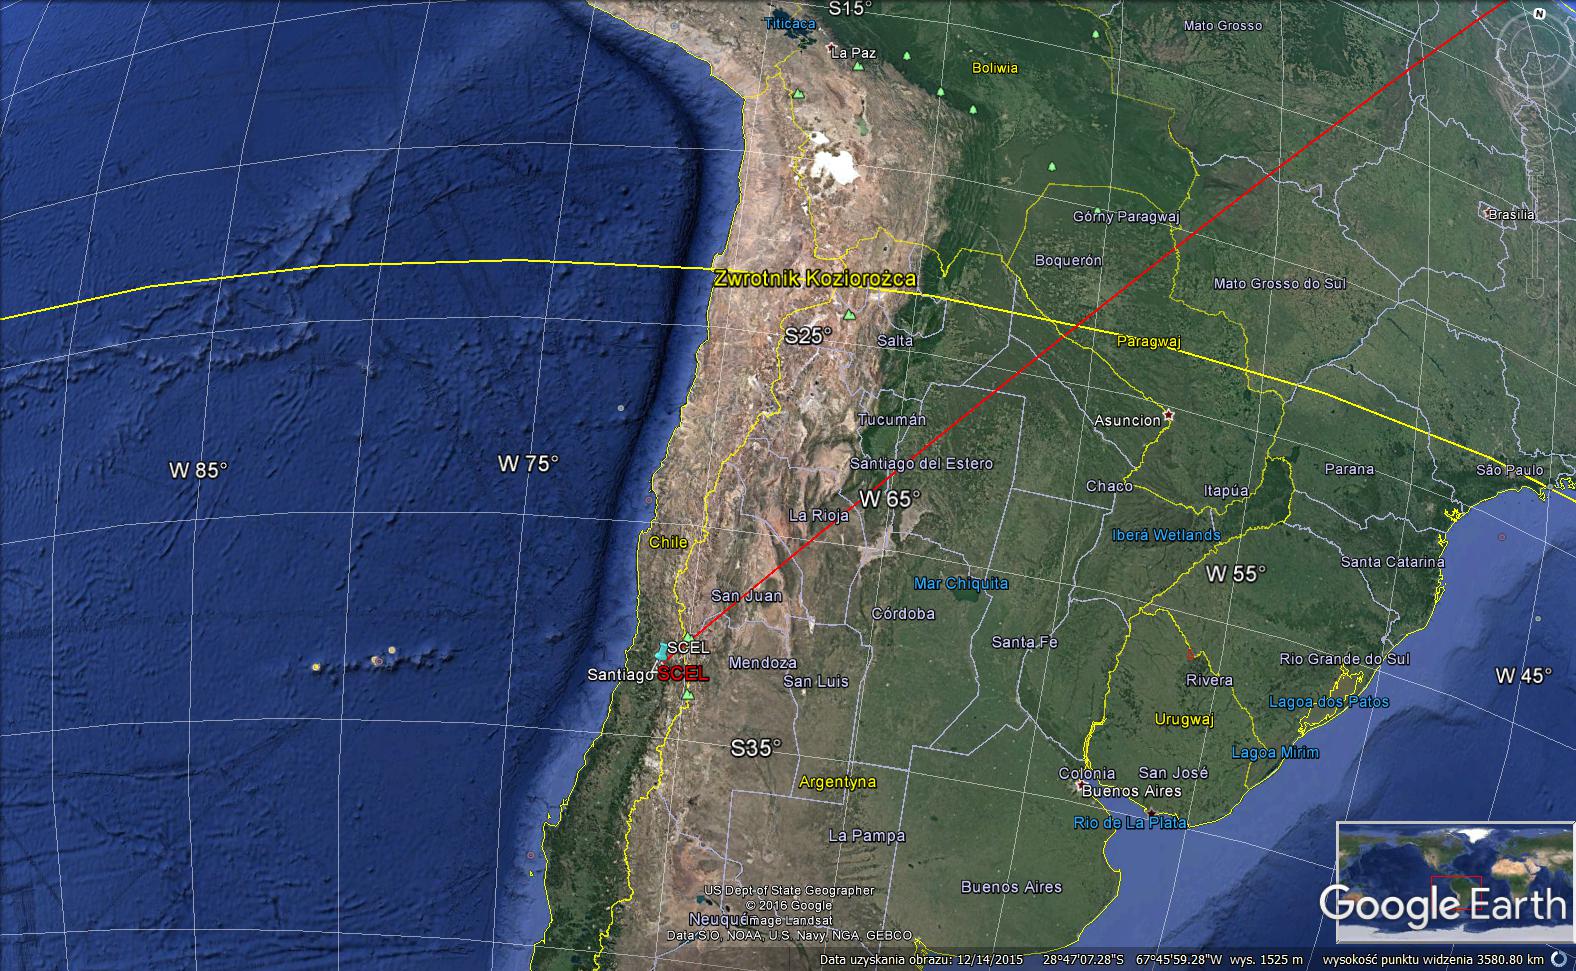 S15°
Titicaca
Mato Grosso
N
La Paz
Boliwia
Brasilia
Górny Paragwaj
Boquerón
Zwrotnik Koziorożca
Mato Grosso do Sul
S25°
Salta
Paragwaj
Tucumán
Asuncion
W 85°
W 75°
Santiago del Estero
Parana
São Paulo
W 65°
Chaco
Itapúa
La Rioja
Chile
Iberá Wetlands
Santa Catarina
W 55°
San Juan
Mar Chiquita
Córdoba
SCEL
Santa Fe
Santiago
SCEL
Mendoza
San Luis
Rio Grande do Sul
W 45°
Rivera
Lagoa dos Patos
Urugwaj
S35°
Lagoa Mirim
Argentyna
Colonia
San José
Buenos Aires
Rio de La Plata
La Pampa
Buenos Aires
US Dept of State Geographer
© 2016 Google
Neuquén
Image Landsat
Data SIO, NOAA, U.S. Navy, NGA, GEBCO
Google Earth
Data uzyskania obrazu: 12/14/2015 28°47'07.28"S 67°45'59.28"W wys. 1525 m wysokość punktu widzenia 3580.80 km